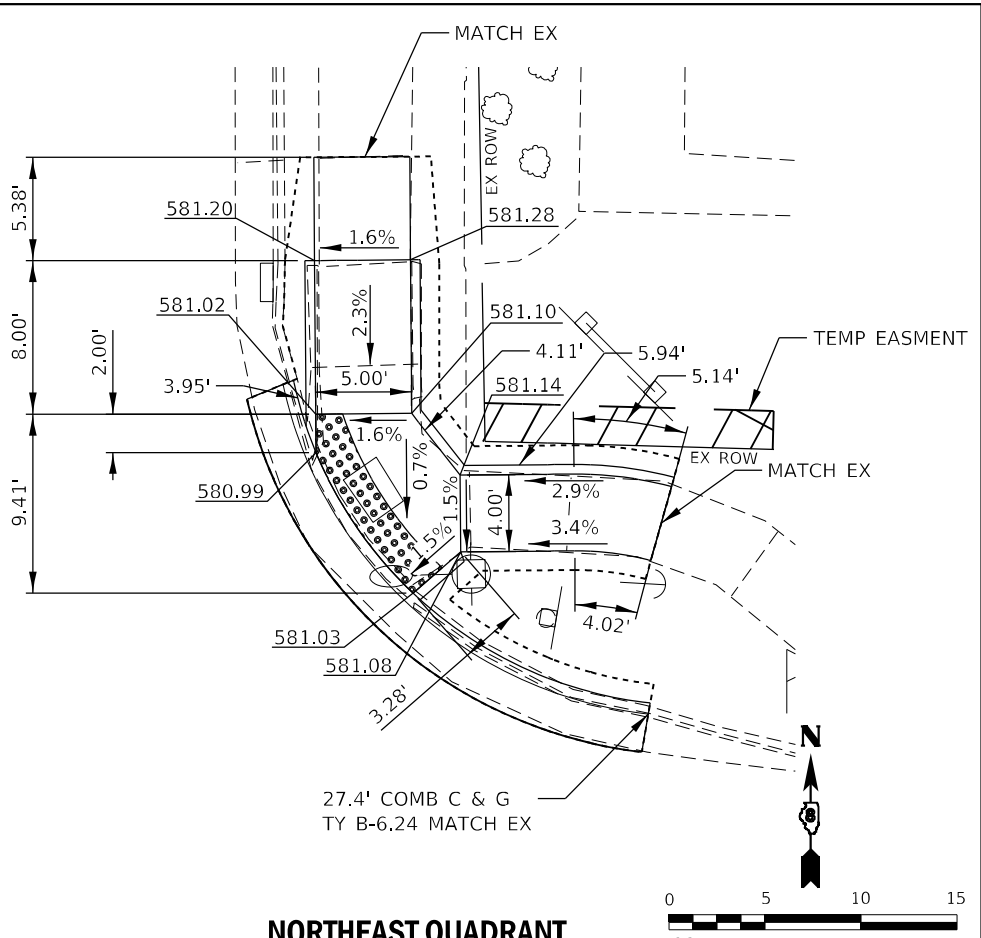 MATCH EX
5.38'
581.20
581.28
EX ROW
1.6%
8.00'
581.02
2.3%
581.10
2.00'
4.11'
5.94'
TEMP EASMENT
3.95'
5.00'
581.14
5.14'
1.6%
0.7%
EX ROW
MATCH EX
9.41'
580.99
1.5%
4.00'
2.9%
3.4%
1.5%
581.03
581.08
4.02'
3.28'
N
8
27.4' COMB C & G
TY B-6.24 MATCH EX
0 5 10 15
NORTHEAST QUADRANT